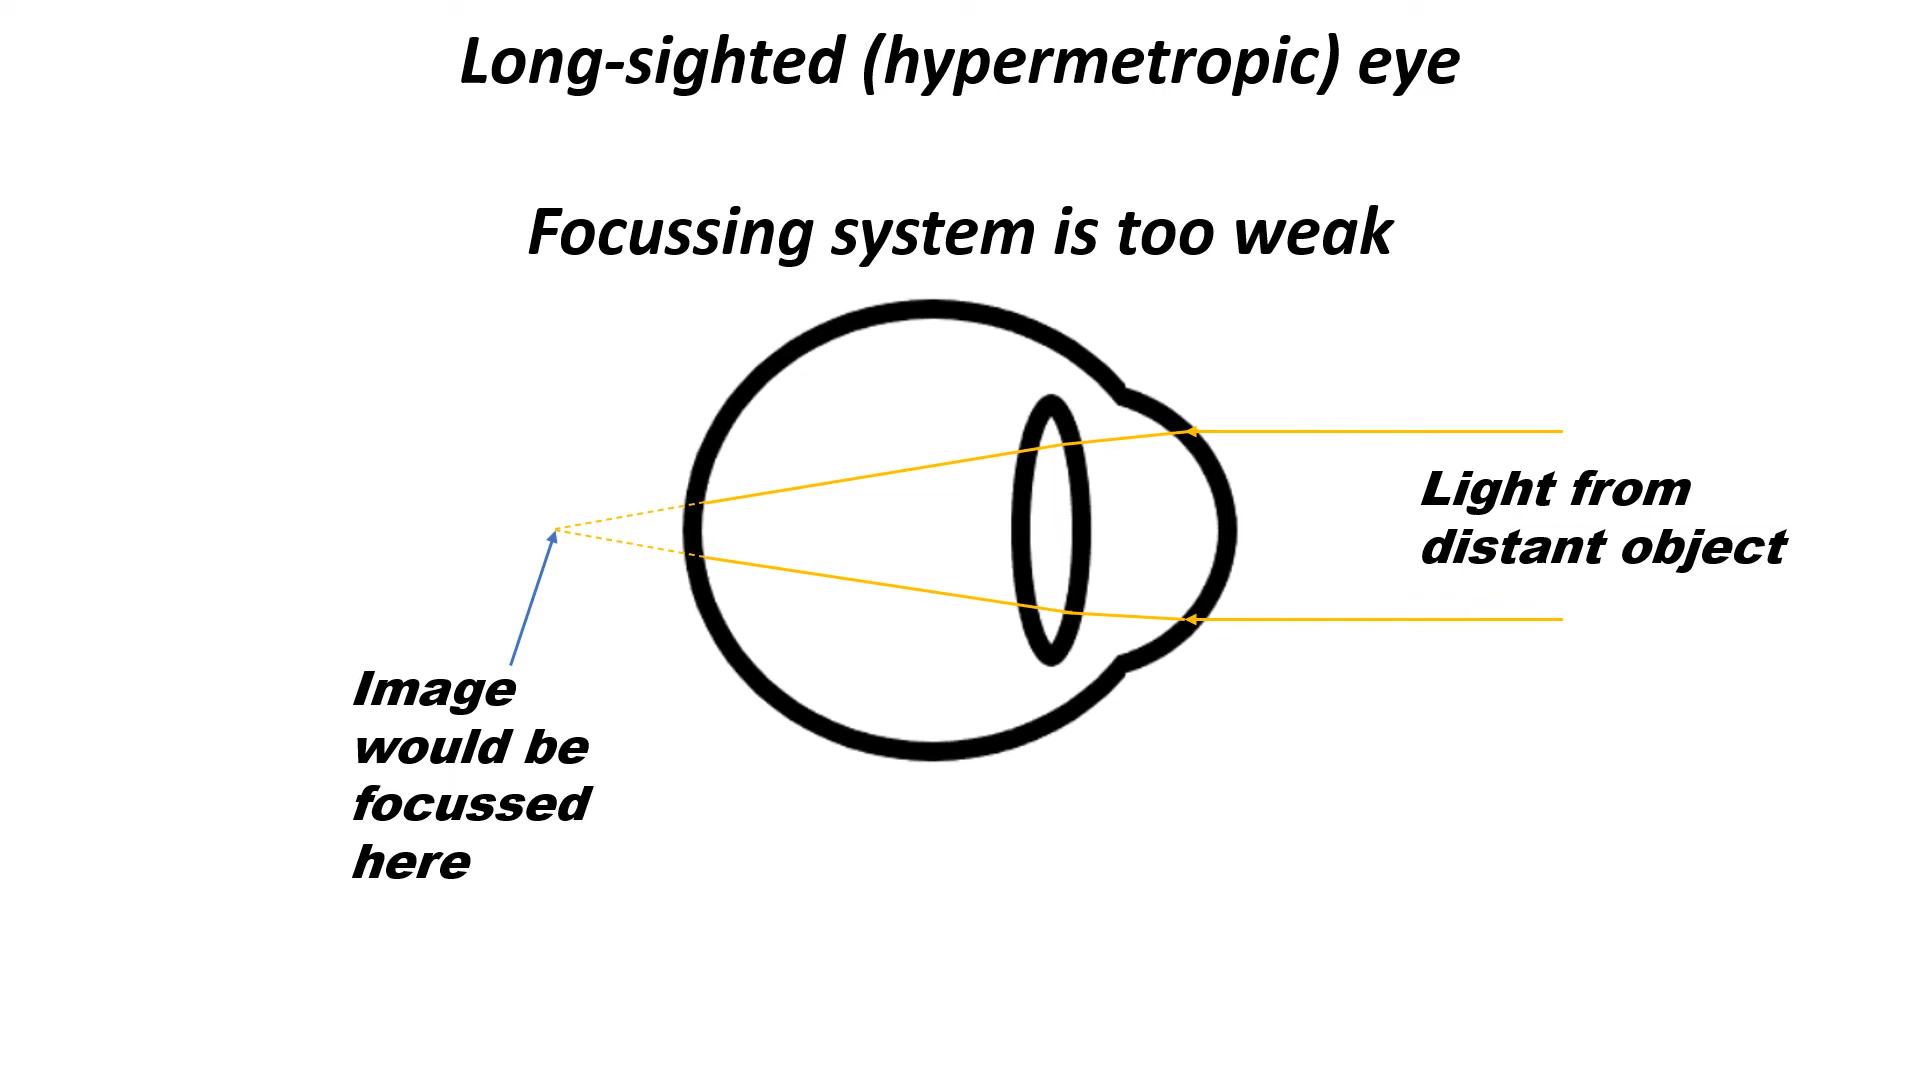 Long-sighted (hypermetropic) eye
Focussing system is too weak
Light from
distant object
Image
would be
focussed
here